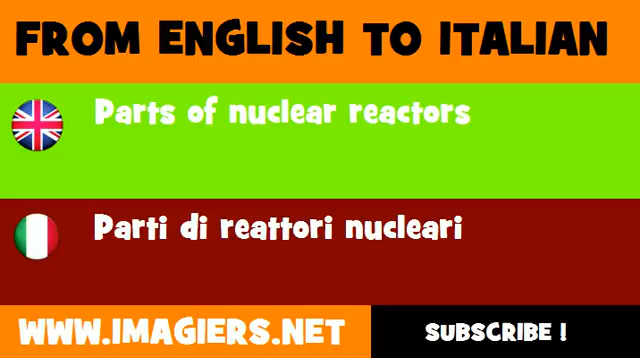 FROM ENGLISH TO ITALIAN
Parts of nuclear reactors
Parti di reattori nucleari
WWW.IMAGIERS.NET
SUBSCRIBE !